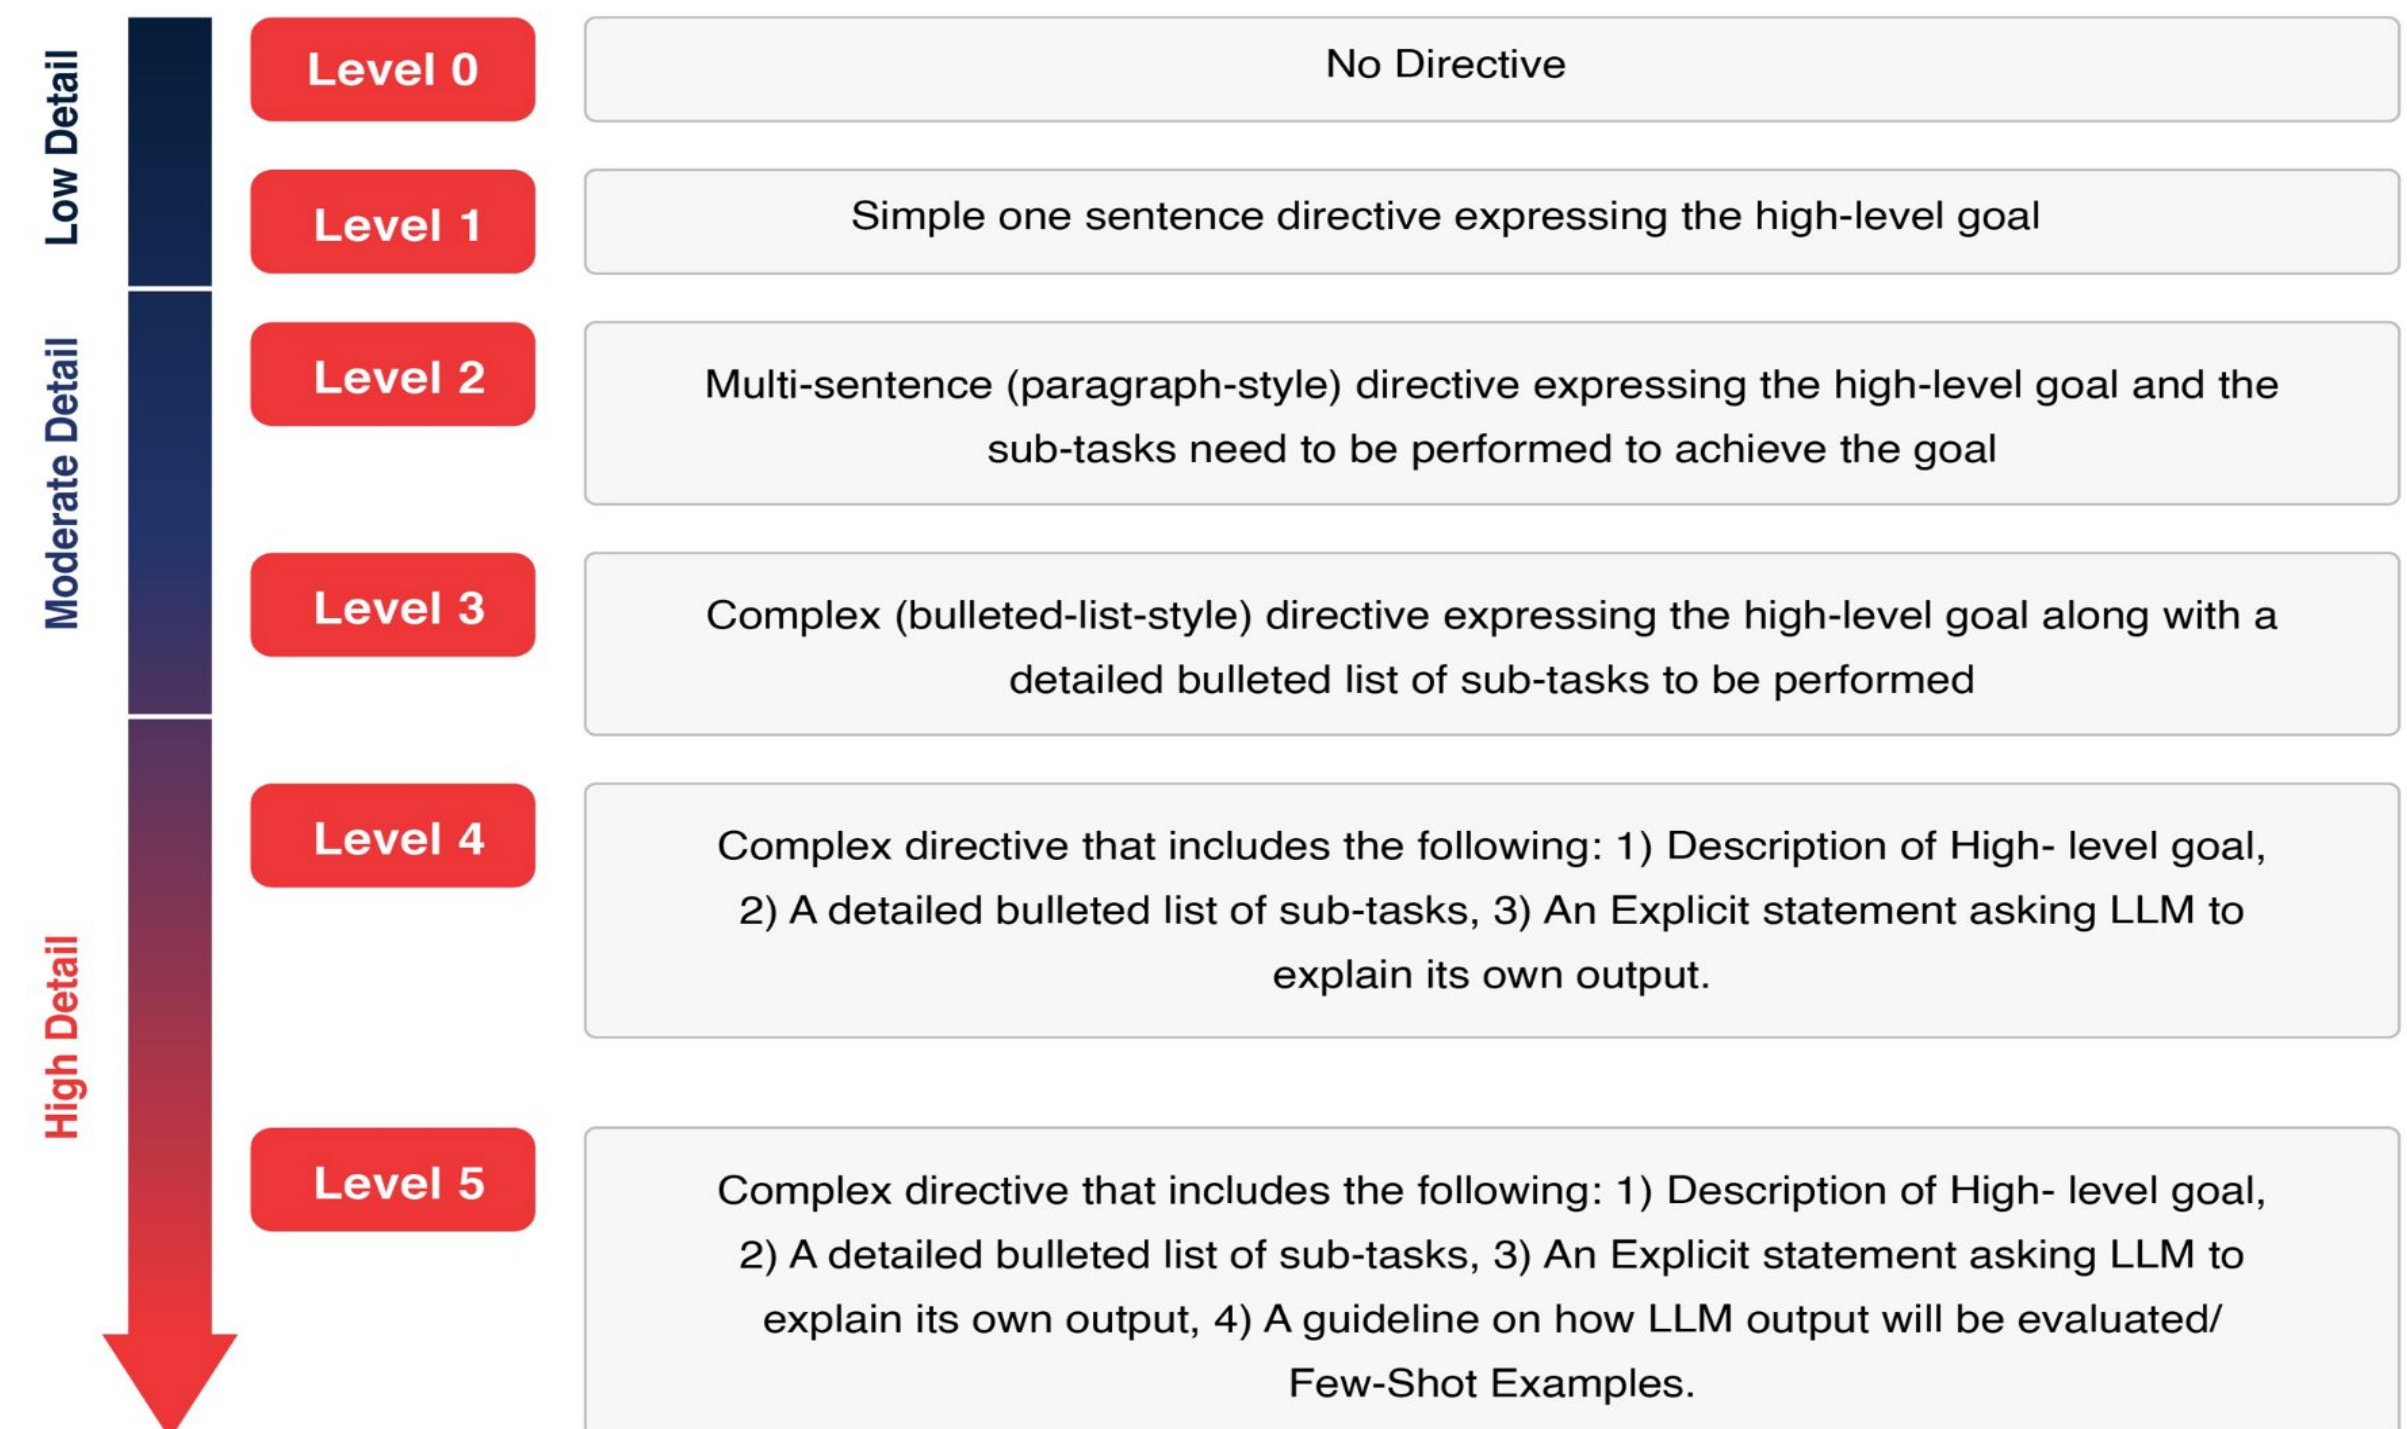 Low Detail
Level 0
No Directive
Level 1
Simple one sentence directive expressing the high-level goal
Moderate Detail
Level 2
Multi-sentence (paragraph-style) directive expressing the high-level goal and the
sub-tasks need to be performed to achieve the goal
Level 3
Complex (bulleted-list-style) directive expressing the high-level goal along with a
detailed bulleted list of sub-tasks to be performed
High Detail
Level 4
Complex directive that includes the following: 1) Description of High- level goal,
2) A detailed bulleted list of sub-tasks, 3) An Explicit statement asking LLM to
explain its own output.
Level 5
Complex directive that includes the following: 1) Description of High- level goal,
2) A detailed bulleted list of sub-tasks, 3) An Explicit statement asking LLM to
explain its own output, 4) A guideline on how LLM output will be evaluated/
Few-Shot Examples.